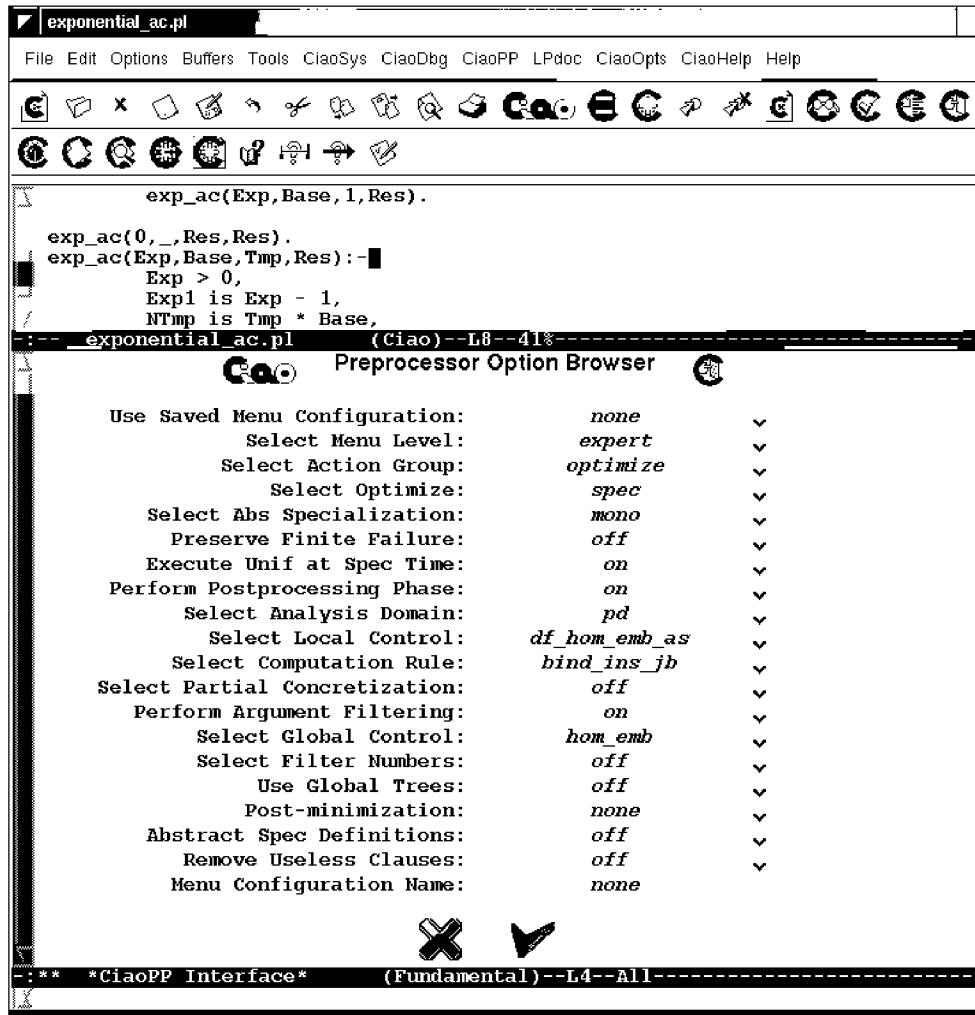 exponential_ac.pl
File Edit Options Buffers Tools CiaoSys CiaoDbg CiaoPP LPdoc CiaoOpts CiaoHelp Help
exp_ac(Exp,Base,1,Res).
exp_ac(0,_,Res,Res).
exp_ac(Exp,Base,Tmp,Res):-
Exp > 0,
Exp1 is Exp - 1,
NTmp is Tmp * Base,
-:-- exponential_ac.pl (Ciao)--L8--41%--------------------------------
Ciao Preprocessor Option Browser
Use Saved Menu Configuration: none
Select Menu Level: expert
Select Action Group: optimize
Select Optimize: spec
Select Abs Specialization: mono
Preserve Finite Failure: off
Execute Unif at Spec Time: on
Perform Postprocessing Phase: on
Select Analysis Domain: pd
Select Local Control: df_hom_emb_as
Select Computation Rule: bind_ins_jb
Select Partial Concretization: off
Perform Argument Filtering: on
Select Global Control: hom_emb
Select Filter Numbers: off
Use Global Trees: off
Post-minimization: none
Abstract Spec Definitions: off
Remove Useless Clauses: off
Menu Configuration Name: none
-:** *CiaoPP Interface* (Fundamental)--L4--All--------------------------